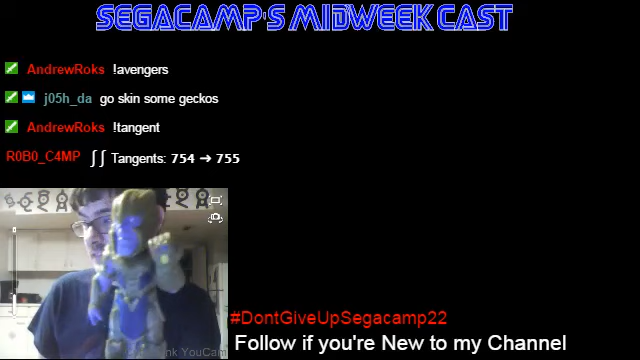 SEGACAMP'S MIDWEEK CAST
AndrewRoks !avengers
j05h_da go skin some geckos
AndrewRoks !tangent
R0B0_C4MP ʃʃ Tangents: 754 ➜ 755
#DontGiveUpSegacamp22
Follow if you're New to my Channel